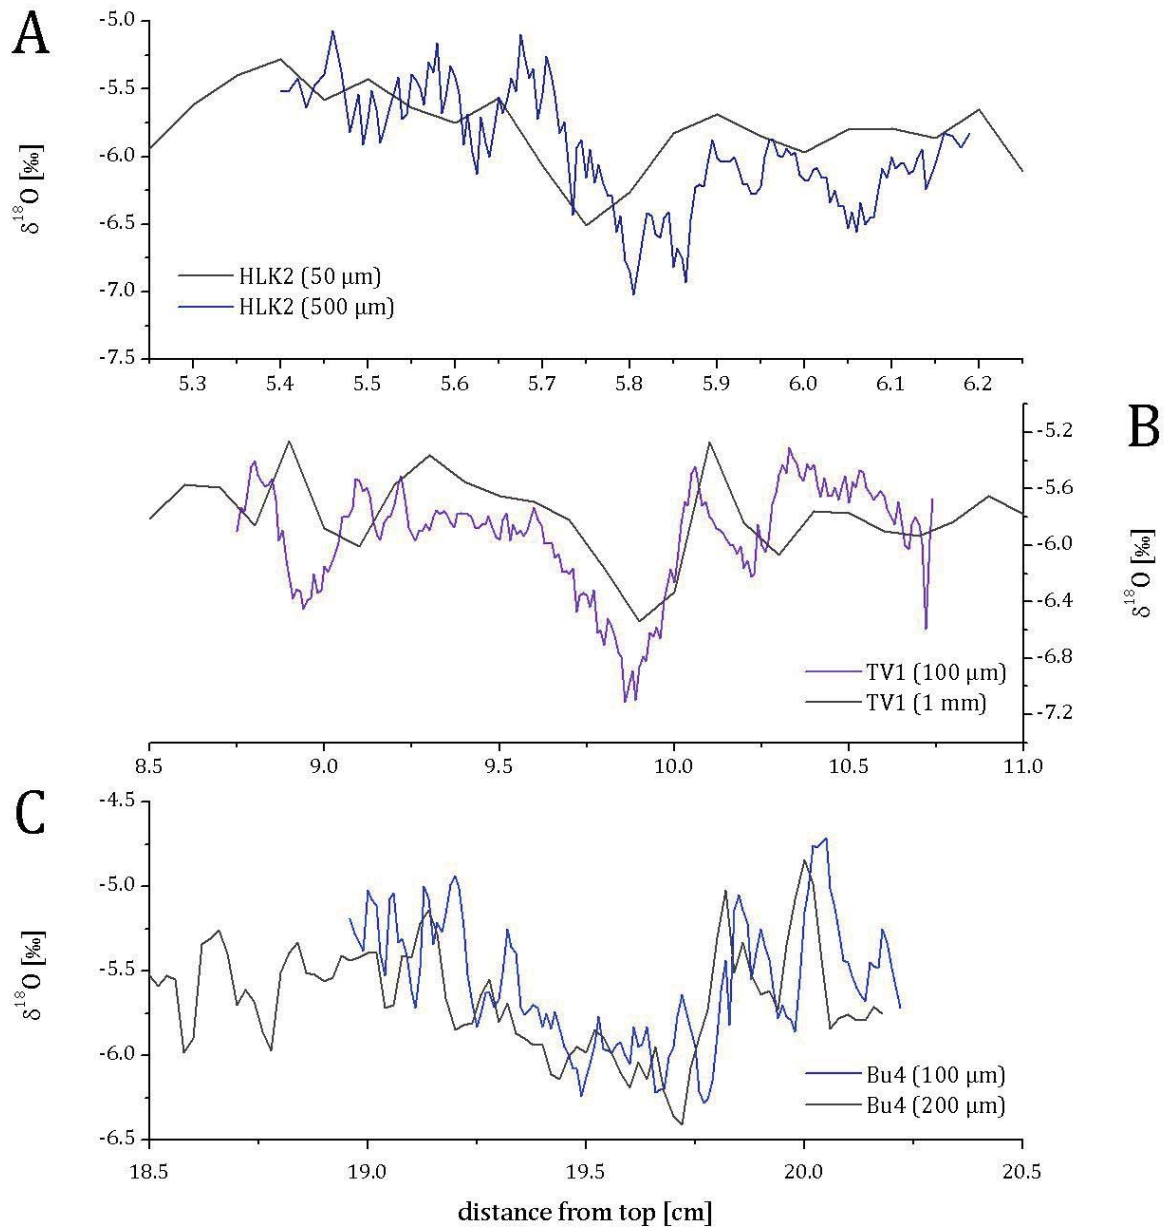 A
-5.0
-5.5
-6.0
-6.5
-7.0
-7.5
δ¹⁸O [‰]
HLK2 (50 μm)
HLK2 (500 μm)
5.3 5.4 5.5 5.6 5.7 5.8 5.9 6.0 6.1 6.2
B
-5.2
-5.6
-6.0
-6.4
-6.8
-7.2
δ¹⁸O [‰]
TV1 (100 μm)
TV1 (1 mm)
8.5 9.0 9.5 10.0 10.5 11.0
C
-4.5
-5.0
-5.5
-6.0
-6.5
δ¹⁸O [‰]
Bu4 (100 μm)
Bu4 (200 μm)
18.5 19.0 19.5 20.0 20.5
distance from top [cm]